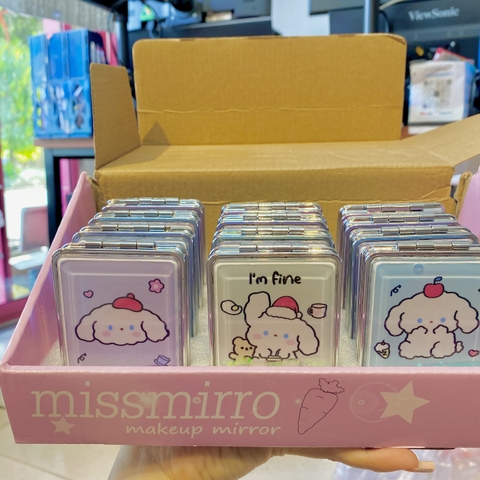 ViewSonic
I'm fine
missmirro
makeup mirror